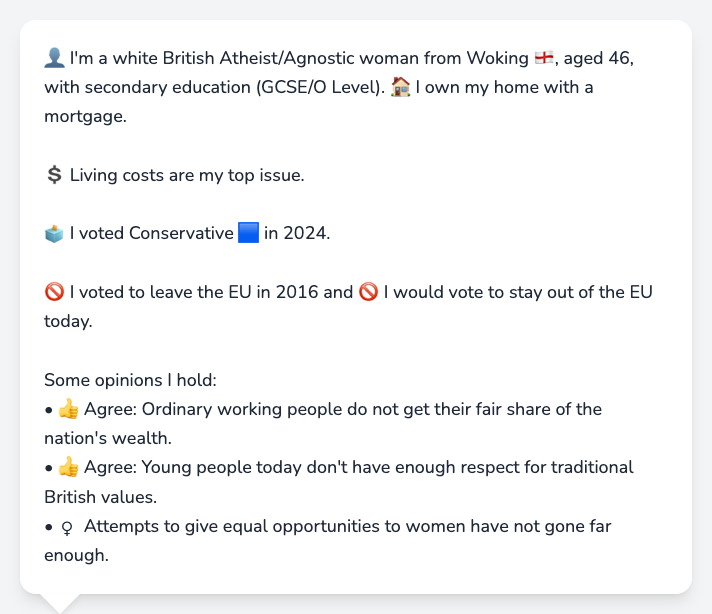 👤 I'm a white British Atheist/Agnostic woman from Woking 🏴󠁧󠁢󠁥󠁮󠁧󠁿, aged 46,
with secondary education (GCSE/O Level). 🏠 I own my home with a
mortgage.
💲 Living costs are my top issue.
🗳️ I voted Conservative 🟦 in 2024.
🚫 I voted to leave the EU in 2016 and 🚫 I would vote to stay out of the EU
today.
Some opinions I hold:
• 👍 Agree: Ordinary working people do not get their fair share of the
nation's wealth.
• 👍 Agree: Young people today don't have enough respect for traditional
British values.
• ♀ Attempts to give equal opportunities to women have not gone far
enough.